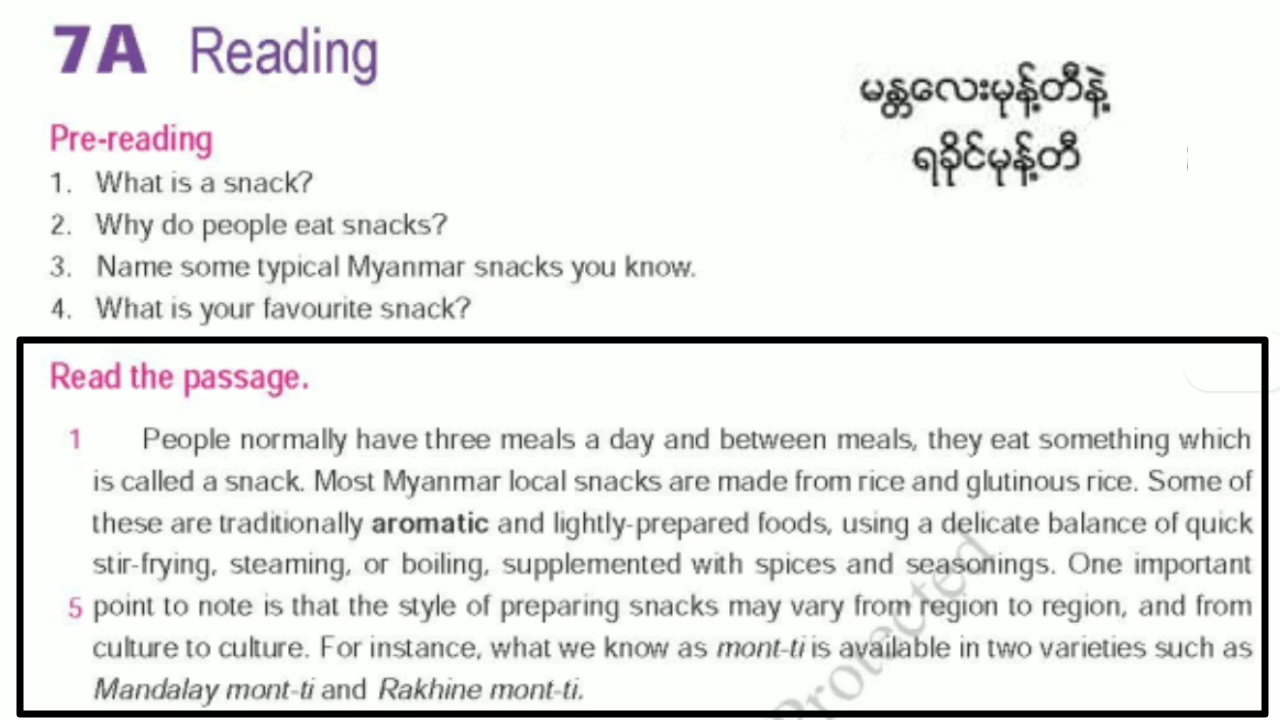 7A Reading
မန္တလေးမုန့်တီနဲ့
ရခိုင်မုန့်တီ
Pre-reading
1. What is a snack?
2. Why do people eat snacks?
3. Name some typical Myanmar snacks you know.
4. What is your favourite snack?
Read the passage.
1 People normally have three meals a day and between meals, they eat something which
is called a snack. Most Myanmar local snacks are made from rice and glutinous rice. Some of
these are traditionally aromatic and lightly-prepared foods, using a delicate balance of quick
stir-frying, steaming, or boiling, supplemented with spices and seasonings. One important
5 point to note is that the style of preparing snacks may vary from region to region, and from
culture to culture. For instance, what we know as mont-ti is available in two varieties such as
Mandalay mont-ti and Rakhine mont-ti.
Protected